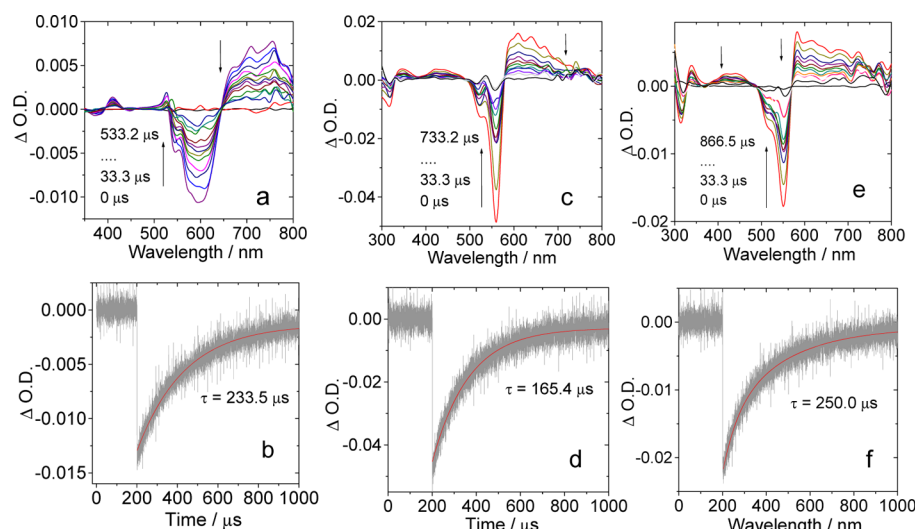 0.010
0.005
0.000
-0.005
-0.010
Δ O.D.
533.2 μs
....
33.3 μs
0 μs
a
400 500 600 700 800
Wavelength / nm
0.00
-0.02
-0.04
Δ O.D.
733.2 μs
....
33.3 μs
0 μs
c
300 400 500 600 700 800
Wavelength / nm
0.01
0.00
-0.01
-0.02
Δ O.D.
866.5 μs
....
33.3 μs
0 μs
e
300 400 500 600 700 800
Wavelength / nm
0.000
-0.005
-0.010
-0.015
Δ O.D.
τ = 233.5 μs
b
0 200 400 600 800 1000
Time / μs
0.00
-0.02
-0.04
Δ O.D.
τ = 165.4 μs
d
0 200 400 600 800 1000
Time / μs
0.00
-0.01
-0.02
Δ O.D.
τ = 250.0 μs
f
0 200 400 600 800 1000
Wavelength / nm